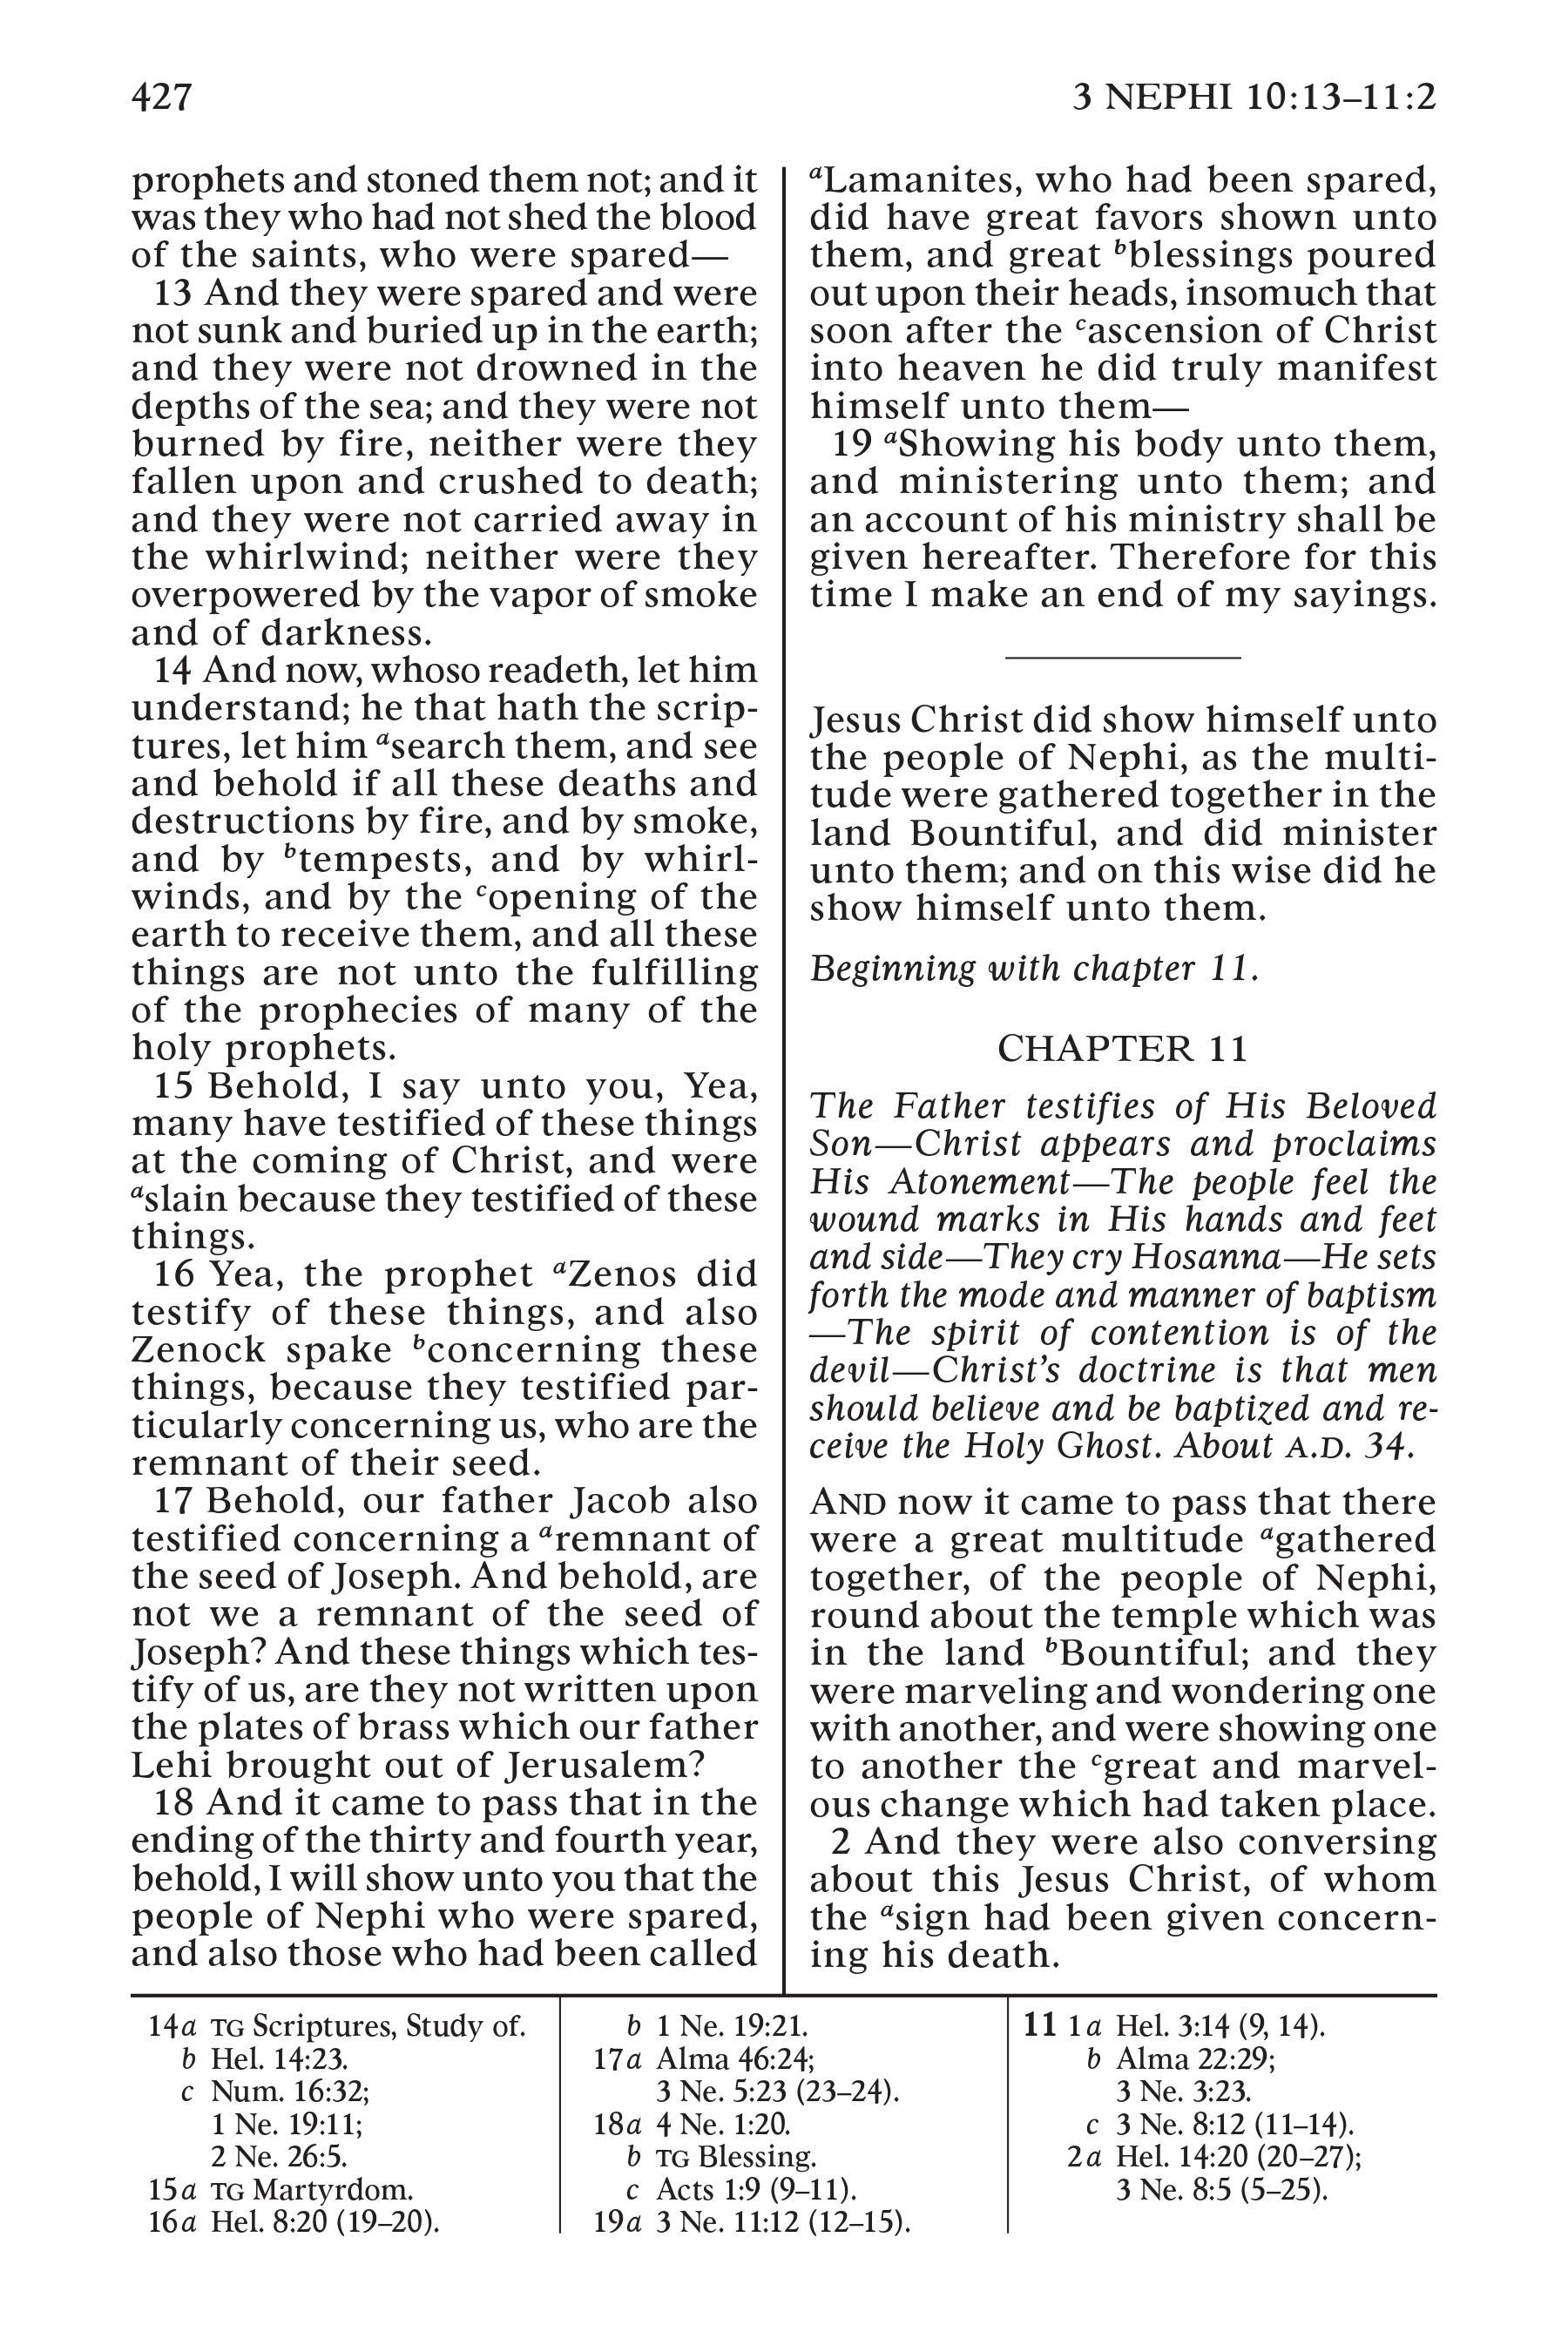 427
3 NEPHI 10:13–11:2
prophets and stoned them not; and it
was they who had not shed the blood
of the saints, who were spared—
13 And they were spared and were
not sunk and buried up in the earth;
and they were not drowned in the
depths of the sea; and they were not
burned by fire, neither were they
fallen upon and crushed to death;
and they were not carried away in
the whirlwind; neither were they
overpowered by the vapor of smoke
and of darkness.
14 And now, whoso readeth, let him
understand; he that hath the scrip-
tures, let him asearch them, and see
and behold if all these deaths and
destructions by fire, and by smoke,
and by btempests, and by whirl-
winds, and by the copening of the
earth to receive them, and all these
things are not unto the fulfilling
of the prophecies of many of the
holy prophets.
15 Behold, I say unto you, Yea,
many have testified of these things
at the coming of Christ, and were
aslain because they testified of these
things.
16 Yea, the prophet aZenos did
testify of these things, and also
Zenock spake bconcerning these
things, because they testified par-
ticularly concerning us, who are the
remnant of their seed.
17 Behold, our father Jacob also
testified concerning a aremnant of
the seed of Joseph. And behold, are
not we a remnant of the seed of
Joseph? And these things which tes-
tify of us, are they not written upon
the plates of brass which our father
Lehi brought out of Jerusalem?
18 And it came to pass that in the
ending of the thirty and fourth year,
behold, I will show unto you that the
people of Nephi who were spared,
and also those who had been called
aLamanites, who had been spared,
did have great favors shown unto
them, and great bblessings poured
out upon their heads, insomuch that
soon after the cascension of Christ
into heaven he did truly manifest
himself unto them—
19 aShowing his body unto them,
and ministering unto them; and
an account of his ministry shall be
given hereafter. Therefore for this
time I make an end of my sayings.
Jesus Christ did show himself unto
the people of Nephi, as the multi-
tude were gathered together in the
land Bountiful, and did minister
unto them; and on this wise did he
show himself unto them.
Beginning with chapter 11.
CHAPTER 11
The Father testifies of His Beloved
Son—Christ appears and proclaims
His Atonement—The people feel the
wound marks in His hands and feet
and side—They cry Hosanna—He sets
forth the mode and manner of baptism
—The spirit of contention is of the
devil—Christ's doctrine is that men
should believe and be baptized and re-
ceive the Holy Ghost. About A.D. 34.
AND now it came to pass that there
were a great multitude agathered
together, of the people of Nephi,
round about the temple which was
in the land bBountiful; and they
were marveling and wondering one
with another, and were showing one
to another the cgreat and marvel-
ous change which had taken place.
2 And they were also conversing
about this Jesus Christ, of whom
the asign had been given concern-
ing his death.
14a TG Scriptures, Study of.
b Hel. 14:23.
c Num. 16:32;
1 Ne. 19:11;
2 Ne. 26:5.
15a TG Martyrdom.
16a Hel. 8:20 (19–20).
b 1 Ne. 19:21.
17a Alma 46:24;
3 Ne. 5:23 (23–24).
18a 4 Ne. 1:20.
b TG Blessing.
c Acts 1:9 (9–11).
19a 3 Ne. 11:12 (12–15).
11 1a Hel. 3:14 (9, 14).
b Alma 22:29;
3 Ne. 3:23.
c 3 Ne. 8:12 (11–14).
2a Hel. 14:20 (20–27);
3 Ne. 8:5 (5–25).